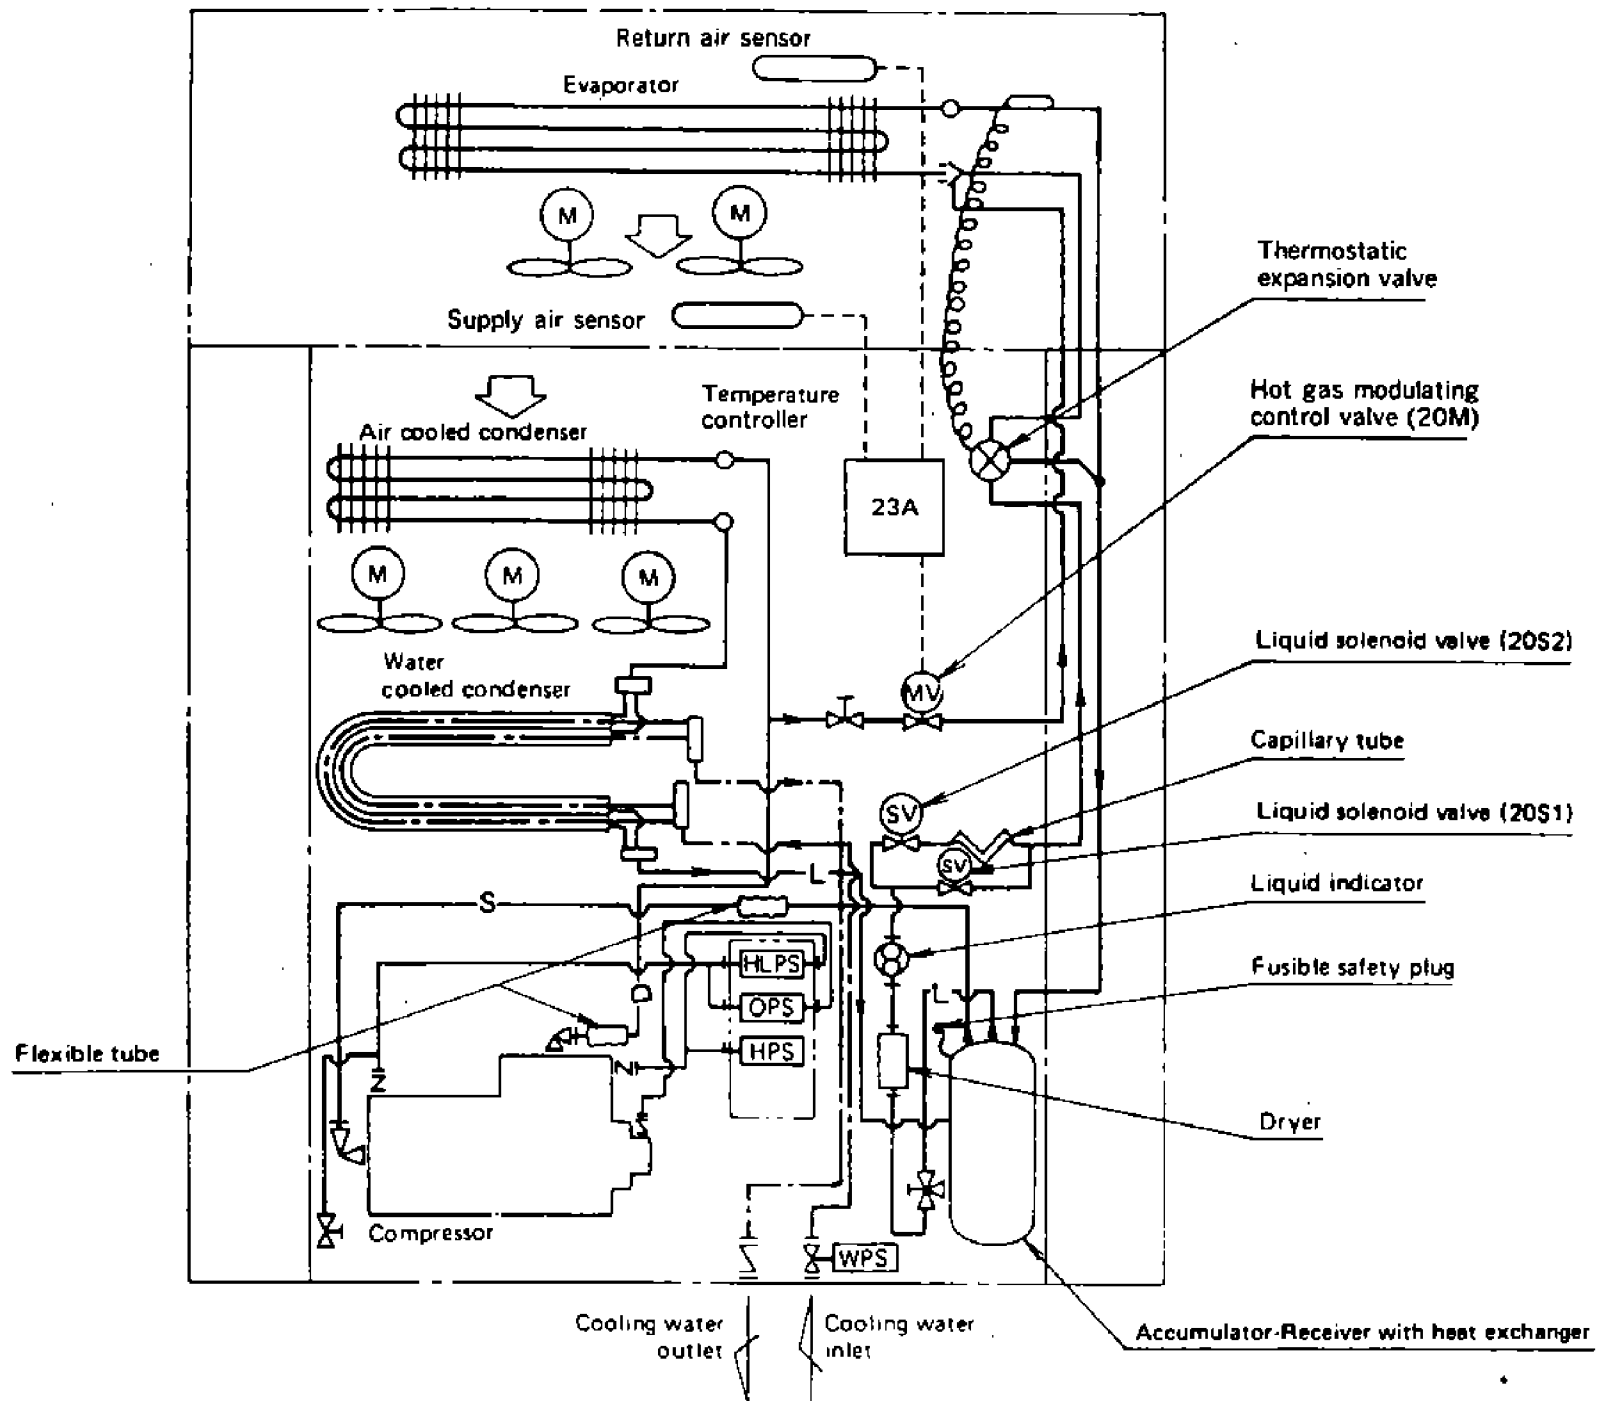 Return air sensor
Evaporator
M
M
Thermostatic
expansion valve
Supply air sensor
Temperature
controller
Hot gas modulating
control valve (20M)
Air cooled condenser
23A
M
M
M
Liquid solenoid valve (20S2)
Water
cooled condenser
MV
Capillary tube
SV
Liquid solenoid valve (20S1)
SV
L
Liquid indicator
S
HLPS
Fusible safety plug
D
L
OPS
Flexible tube
HPS
Dryer
Compressor
WPS
Cooling water
outlet
Cooling water
inlet
Accumulator-Receiver with heat exchanger